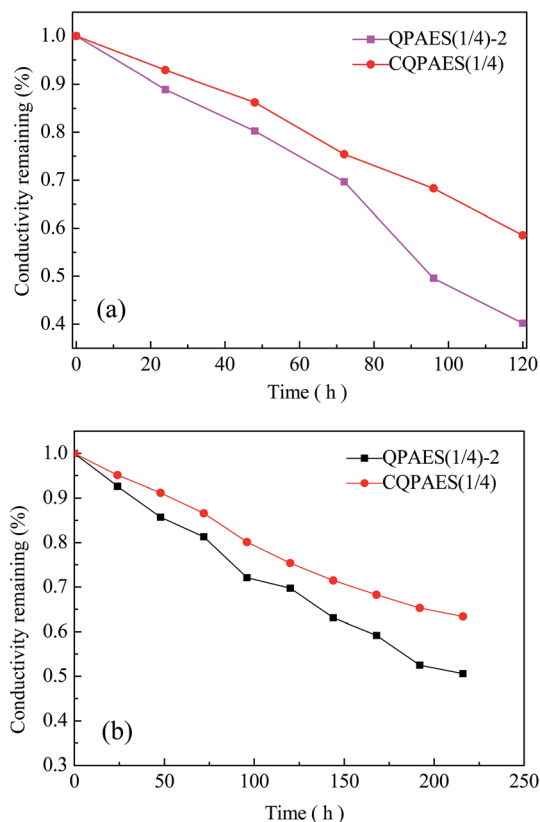 1.0
0.9
0.8
0.7
0.6
0.5
0.4
Conductivity remaining (%)
QPAES(1/4)-2
CQPAES(1/4)
(a)
0 20 40 60 80 100 120
Time ( h )
1.0
0.9
0.8
0.7
0.6
0.5
0.4
0.3
Conductivity remaining (%)
QPAES(1/4)-2
CQPAES(1/4)
(b)
0 50 100 150 200 250
Time ( h )